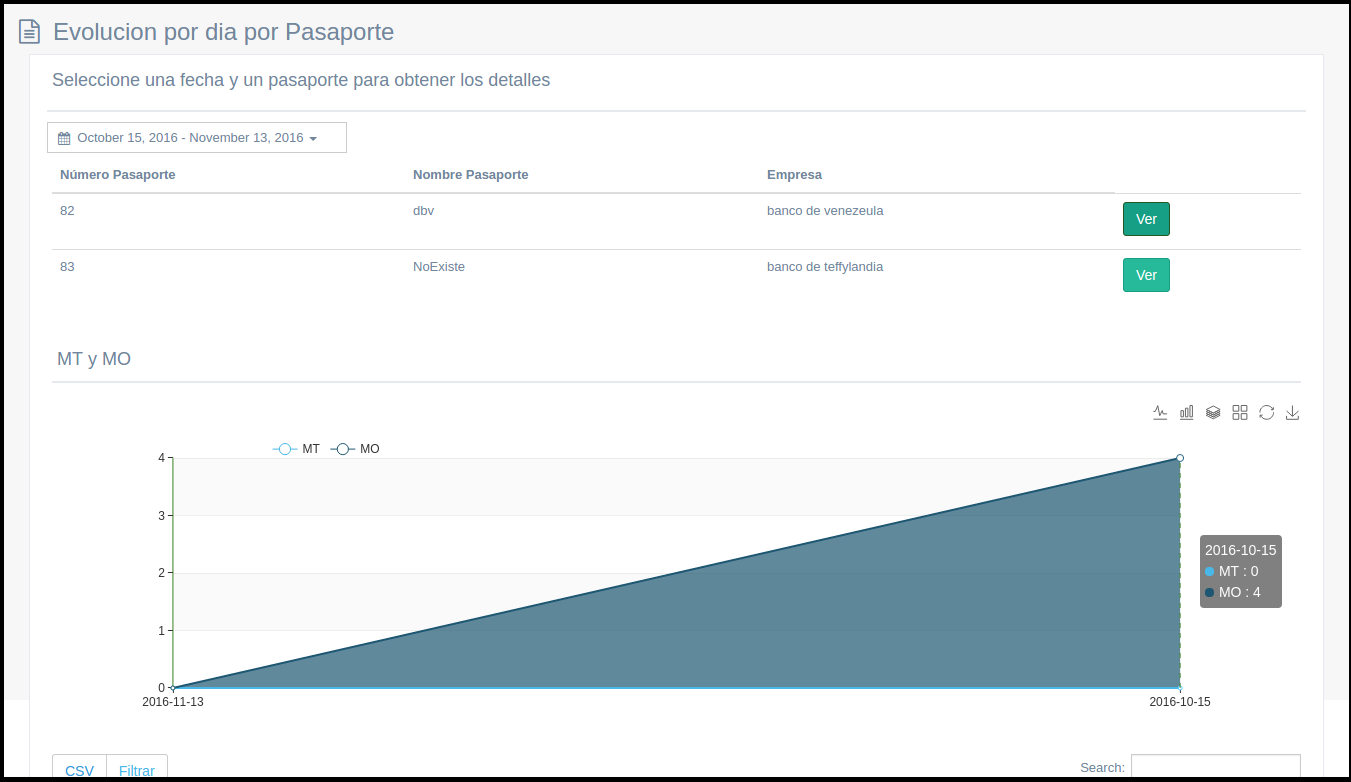 Evolucion por dia por Pasaporte
Seleccione una fecha y un pasaporte para obtener los detalles
October 15, 2016 - November 13, 2016
Número Pasaporte Nombre Pasaporte Empresa
82 dbv banco de venezeula Ver
83 NoExiste banco de teffylandia Ver
MT y MO
MT MO
4
3
2
1
0
2016-10-15
MT : 0
MO : 4
2016-11-13 2016-10-15
CSV Filtrar Search: